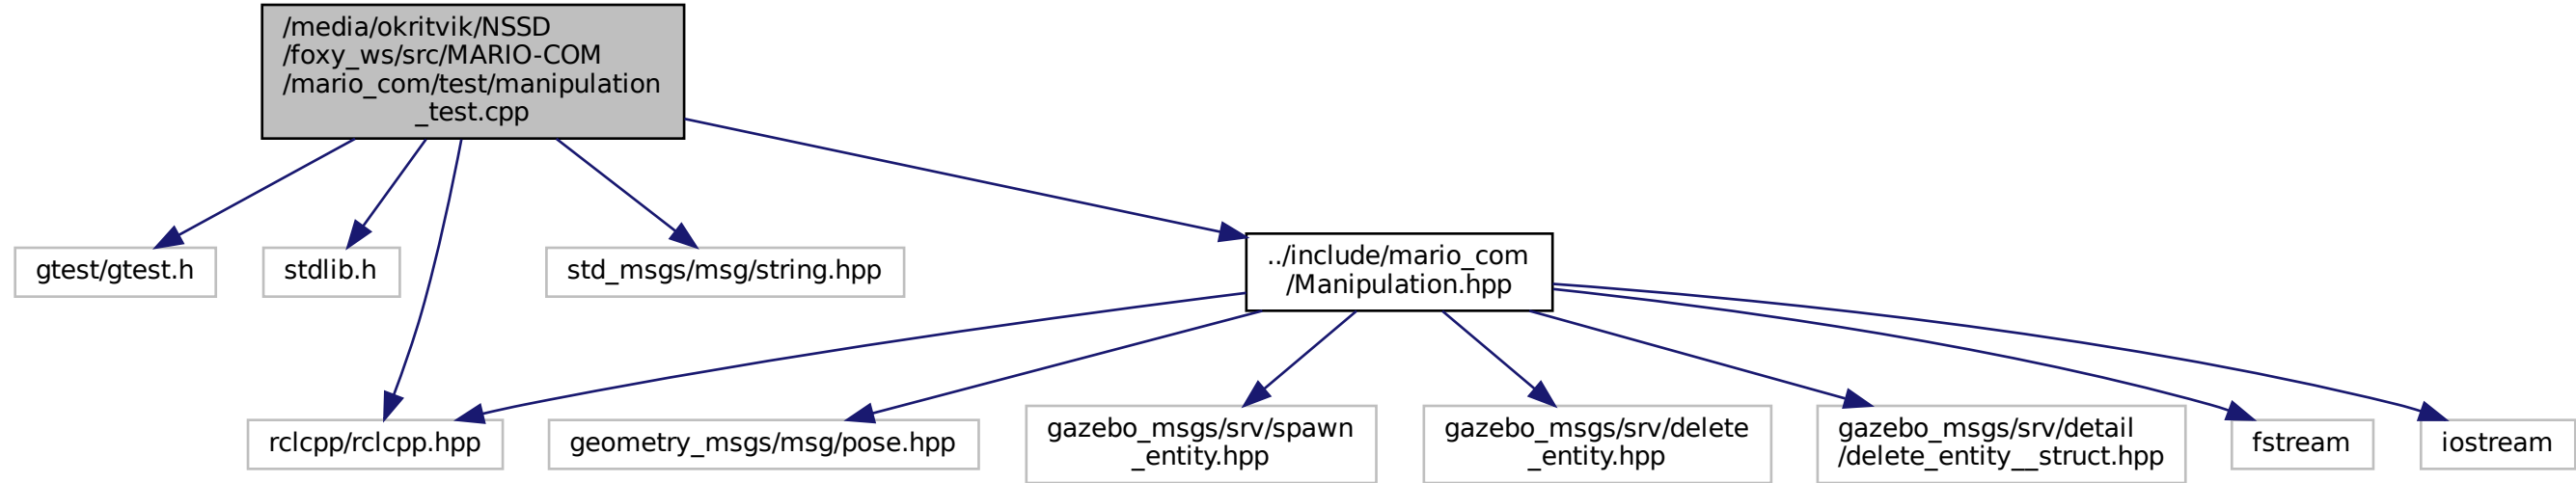 /media/okritvik/NSSD
/foxy_ws/src/MARIO-COM
/mario_com/test/manipulation
_test.cpp
gtest/gtest.h
stdlib.h
std_msgs/msg/string.hpp
../include/mario_com
/Manipulation.hpp
rclcpp/rclcpp.hpp
geometry_msgs/msg/pose.hpp
gazebo_msgs/srv/spawn
_entity.hpp
gazebo_msgs/srv/delete
_entity.hpp
gazebo_msgs/srv/detail
/delete_entity__struct.hpp
fstream
iostream